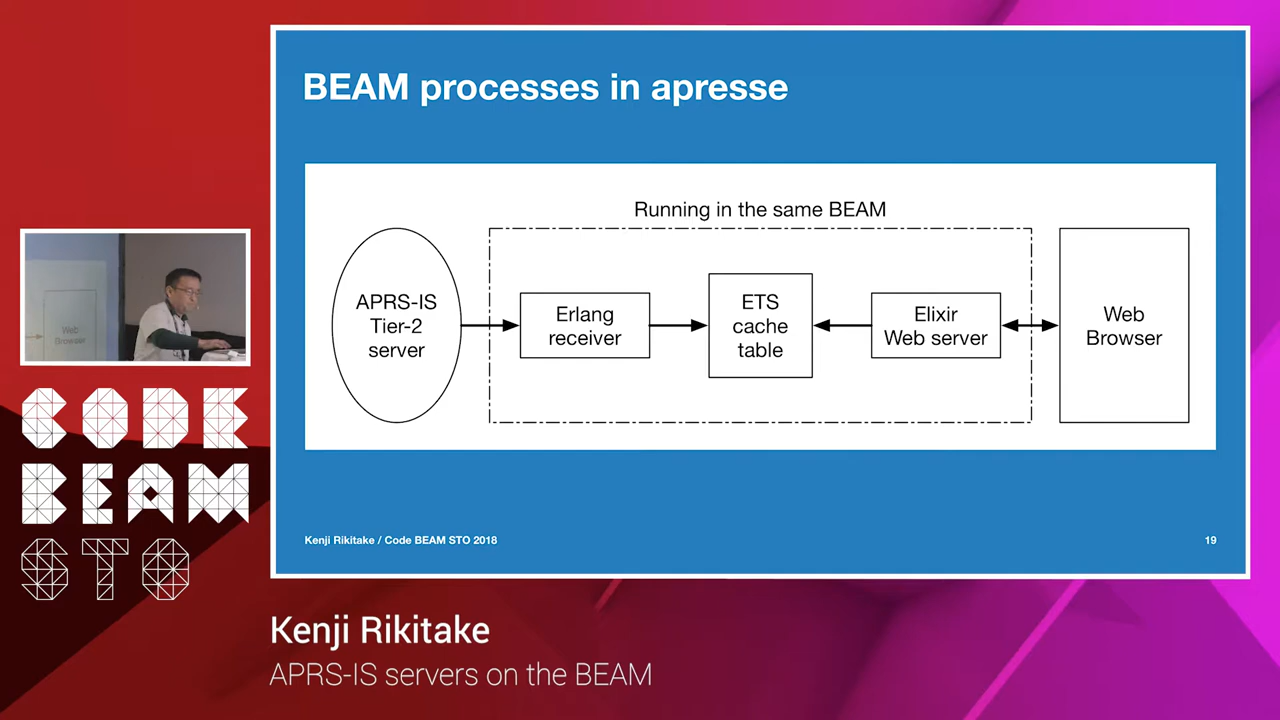 BEAM processes in apresse
Running in the same BEAM
APRS-IS
Tier-2
server
Erlang
receiver
ETS
cache
table
Elixir
Web server
Web
Browser
Web
Browser
CODE
BEAM
STO
Kenji Rikitake / Code BEAM STO 2018
19
Kenji Rikitake
APRS-IS servers on the BEAM